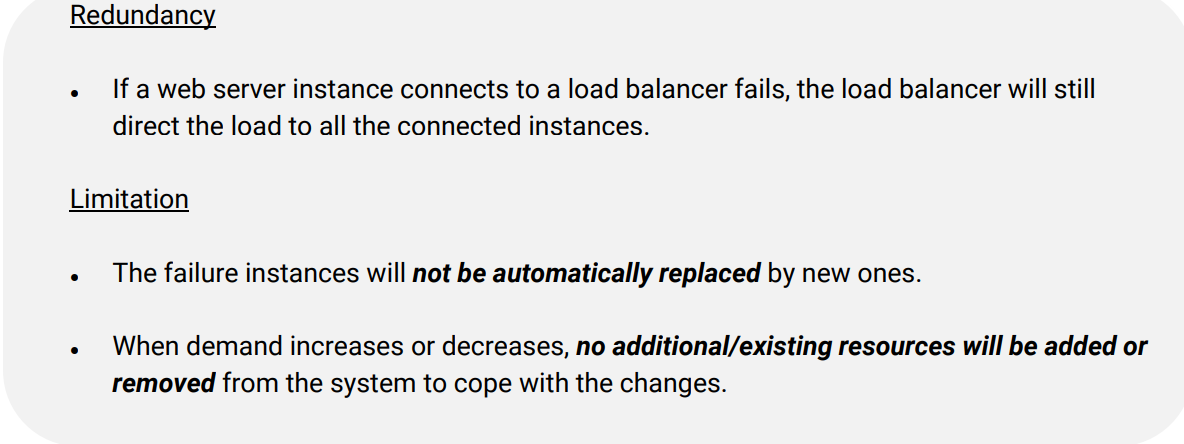 Redundancy
• If a web server instance connects to a load balancer fails, the load balancer will still
direct the load to all the connected instances.
Limitation
• The failure instances will not be automatically replaced by new ones.
• When demand increases or decreases, no additional/existing resources will be added or
removed from the system to cope with the changes.